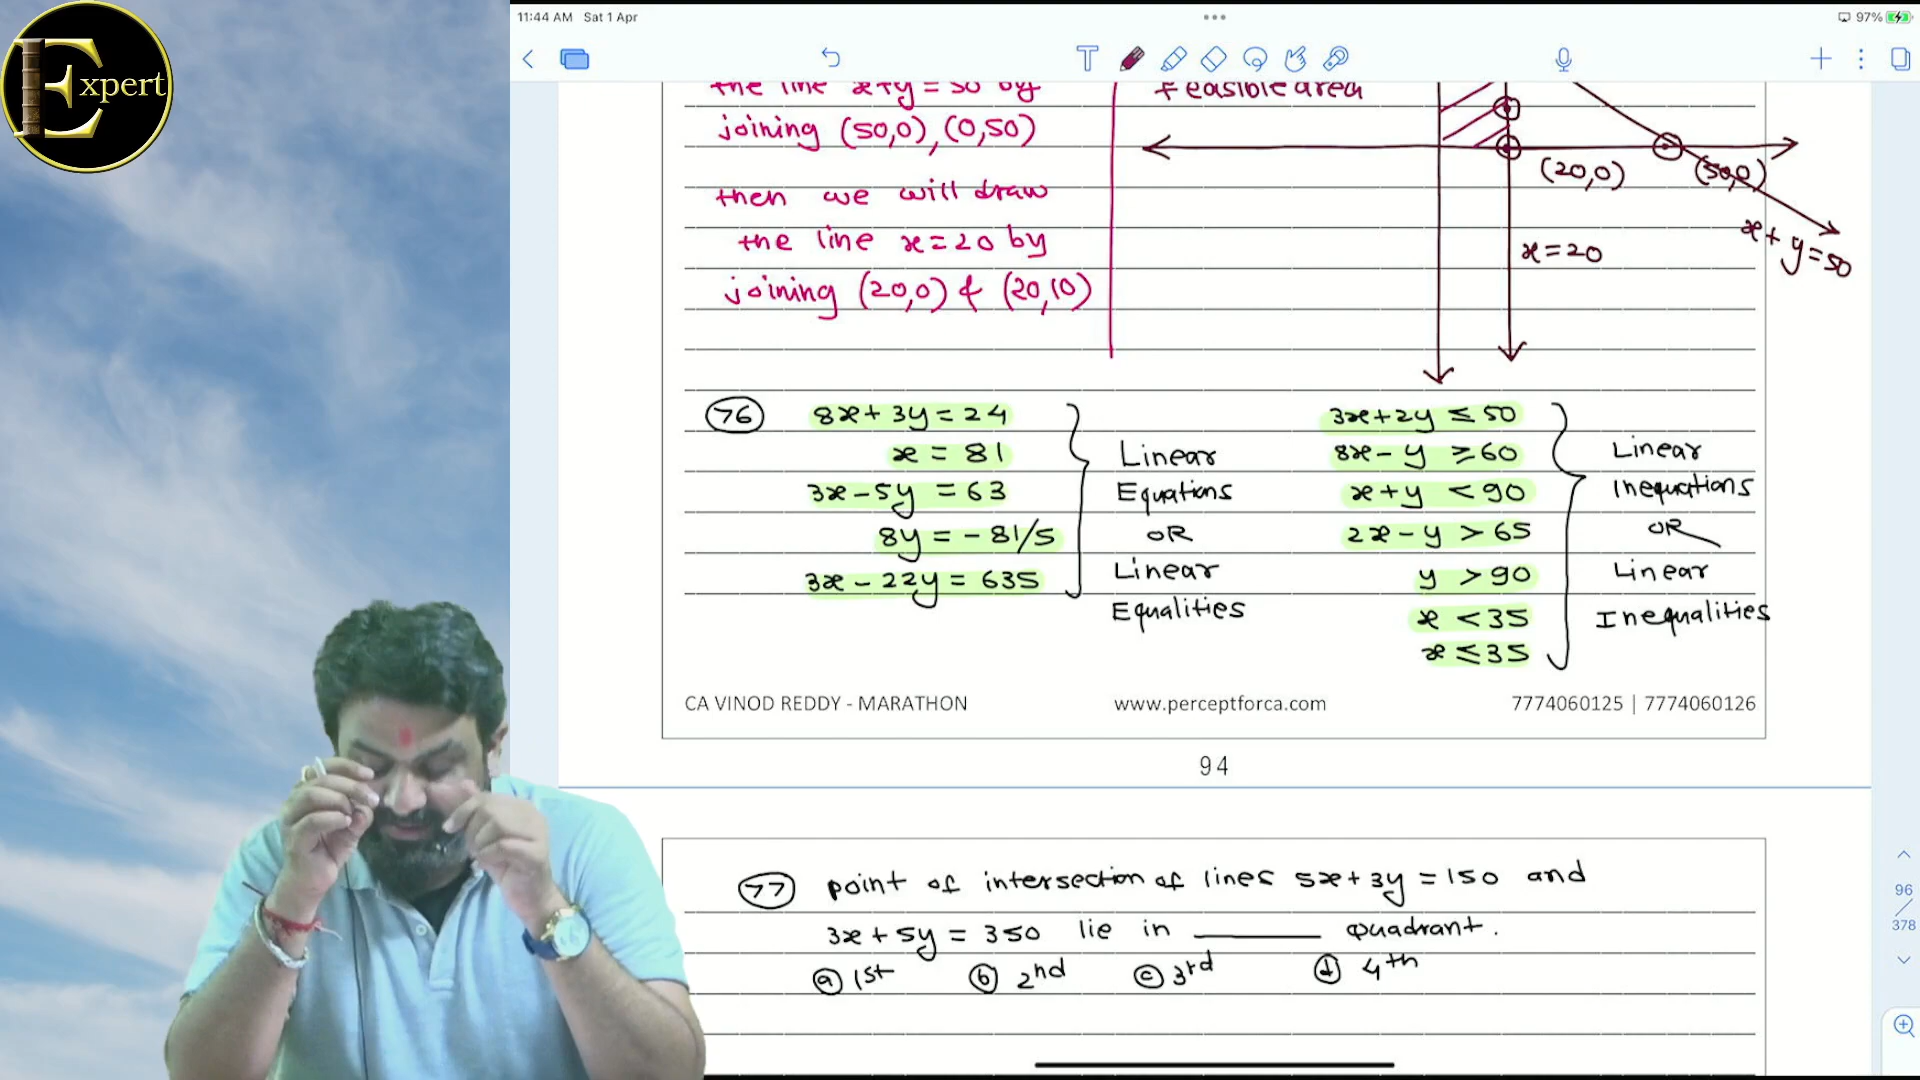 Expert
11:44 AM Sat 1 Apr
97%
the line x+y=50 by
joining (50,0), (0,50)
then we will draw
the line x=20 by
joining (20,0) & (20,10)
Feasible area
(20,0)
(50,0)
x=20
x+y=50
76
8x+3y=24
x = 81
3x-5y = 63
8y = -81/5
3x-22y=635
Linear
Equations
OR
Linear
Equalities
3x+2y ≤ 50
8x-y ≥60
x+y <90
2x-y >65
y >90
x <35
x ≤35
Linear
Inequations
OR
Linear
Inequalities
CA VINOD REDDY - MARATHON www.perceptforca.com 7774060125 | 7774060126
94
77 point of intersection of lines 5x+3y=150 and
3x+5y = 350 lie in ______ quadrant.
a 1st b 2nd c 3rd d 4th
96
378